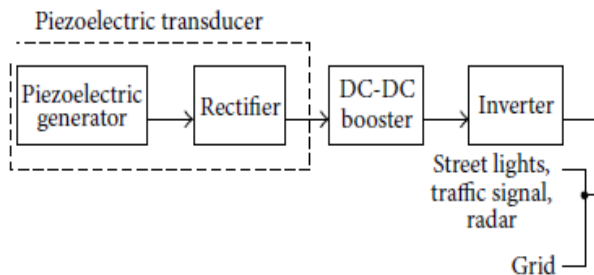 Piezoelectric transducer
Piezoelectric
generator
Rectifier
DC-DC
booster
Inverter
Street lights,
traffic signal,
radar
Grid